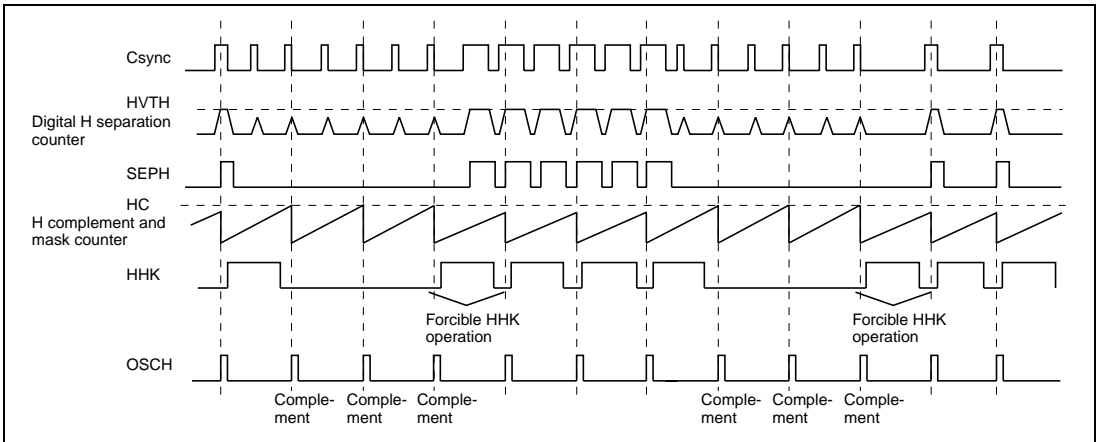 Csync
HVTH
Digital H separation
counter
SEPH
HC
H complement and
mask counter
HHK
Forcible HHK
operation
Forcible HHK
operation
OSCH
Comple-
ment
Comple-
ment
Comple-
ment
Comple-
ment
Comple-
ment
Comple-
ment